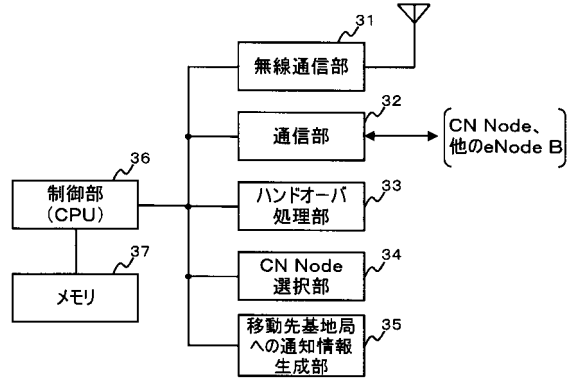 31
無線通信部
32
通信部
CN Node、
他のeNode B
36
制御部
(CPU)
33
ハンドオーバ
処理部
37
メモリ
34
CN Node
選択部
35
移動先基地局
への通知情報
生成部